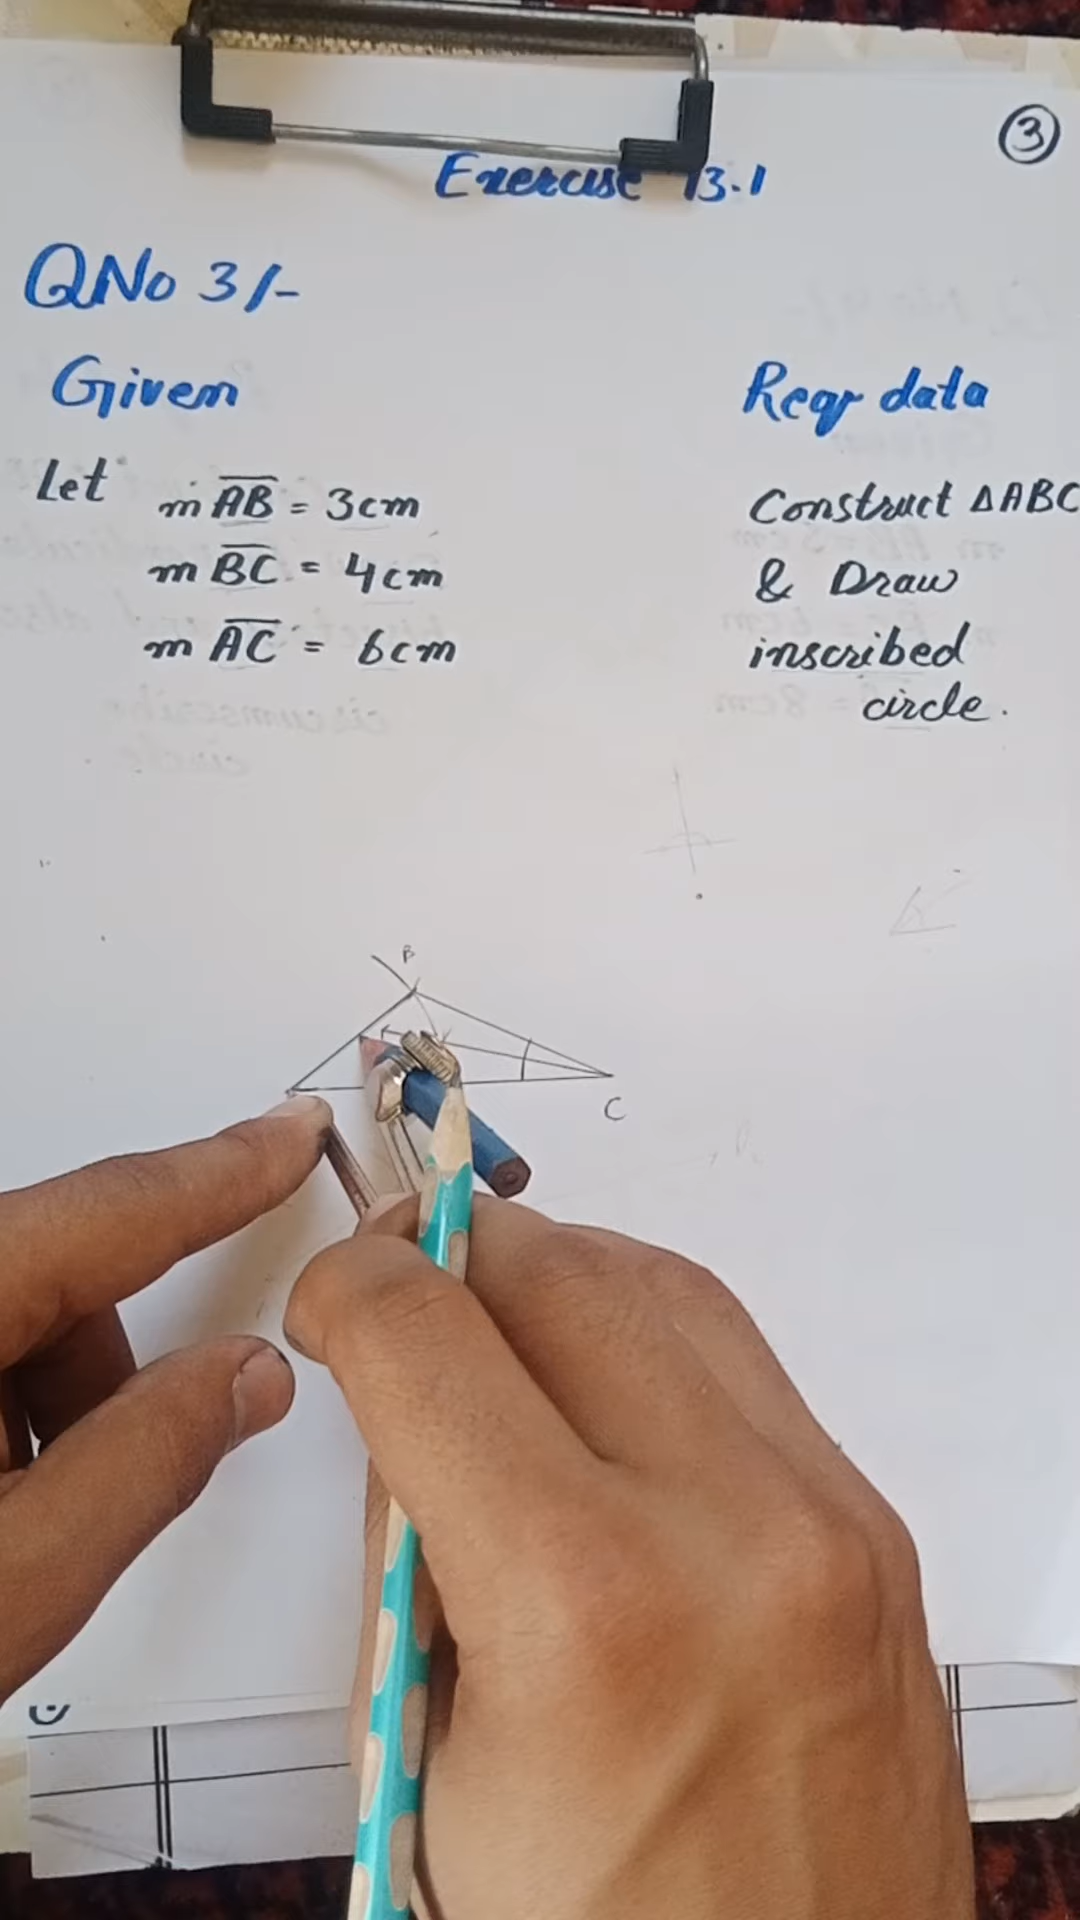 3
Exercise 13.1
QNo 3/-
Given
Reqr data
Let m AB = 3cm
m BC = 4cm
m AC = 6cm
Construct ΔABC
& Draw
inscribed
circle.
B
C